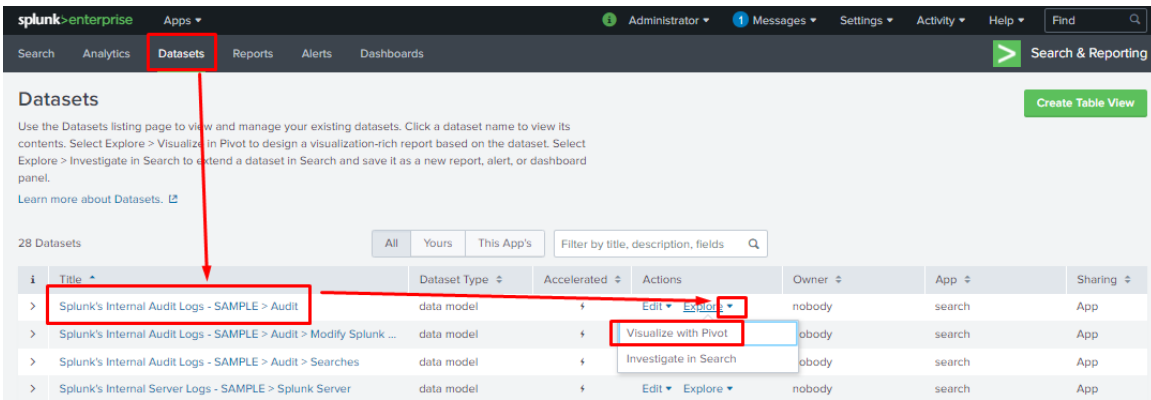 splunk>enterprise Apps i Administrator 1 Messages Settings Activity Help Find
Search Analytics Datasets Reports Alerts Dashboards Search & Reporting
Datasets
Create Table View
Use the Datasets listing page to view and manage your existing datasets. Click a dataset name to view its
contents. Select Explore > Visualize in Pivot to design a visualization-rich report based on the dataset. Select
Explore > Investigate in Search to extend a dataset in Search and save it as a new report, alert, or dashboard
panel.
Learn more about Datasets.
28 Datasets All Yours This App's Filter by title, description, fields
i Title Dataset Type Accelerated Actions Owner App Sharing
> Splunk's Internal Audit Logs - SAMPLE > Audit data model Edit Explore nobody search App
> Splunk's Internal Audit Logs - SAMPLE > Audit > Modify Splunk ... data model Visualize with Pivot obody search App
> Splunk's Internal Audit Logs - SAMPLE > Audit > Searches data model Investigate in Search obody search App
> Splunk's Internal Server Logs - SAMPLE > Splunk Server data model Edit Explore nobody search App